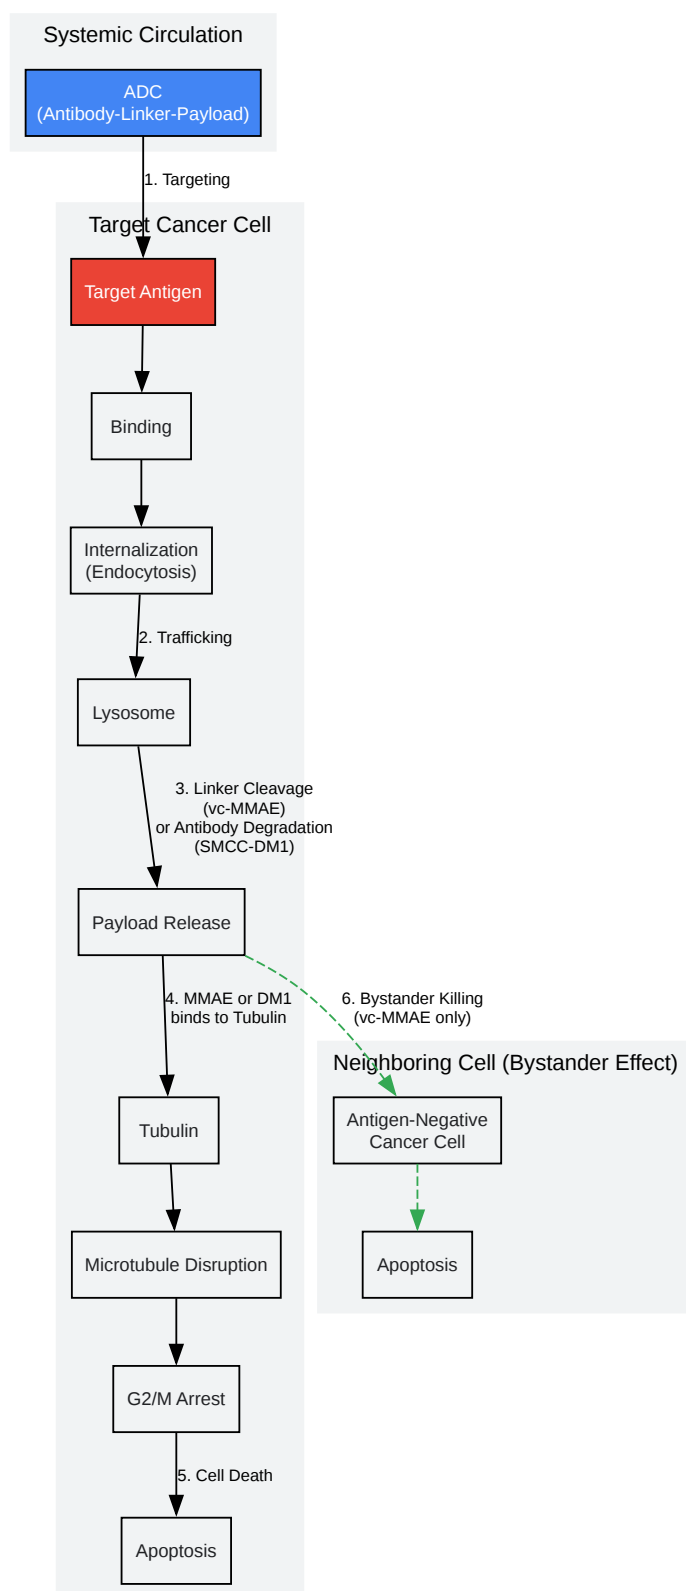 Systemic Circulation
ADC
(Antibody-Linker-Payload)
1. Targeting
Target Cancer Cell
Target Antigen
Binding
Internalization
(Endocytosis)
2. Trafficking
Lysosome
3. Linker Cleavage
(vc-MMAE)
or Antibody Degradation
(SMCC-DM1)
Payload Release
4. MMAE or DM1
binds to Tubulin
6. Bystander Killing
(vc-MMAE only)
Neighboring Cell (Bystander Effect)
Tubulin
Antigen-Negative
Cancer Cell
Microtubule Disruption
Apoptosis
G2/M Arrest
5. Cell Death
Apoptosis